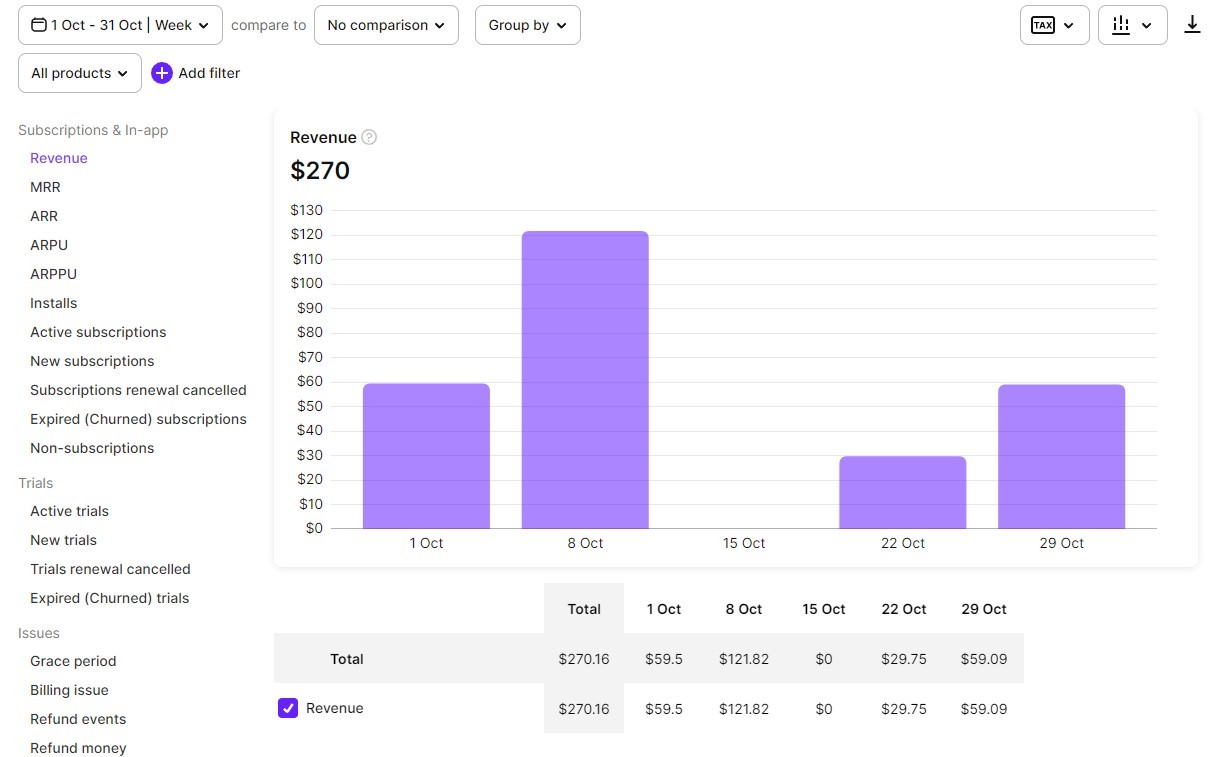 1 Oct - 31 Oct | Week compare to No comparison Group by TAX
All products Add filter
Subscriptions & In-app
Revenue
MRR
ARR
ARPU
ARPPU
Installs
Active subscriptions
New subscriptions
Subscriptions renewal cancelled
Expired (Churned) subscriptions
Non-subscriptions
Trials
Active trials
New trials
Trials renewal cancelled
Expired (Churned) trials
Issues
Grace period
Billing issue
Refund events
Refund money
Revenue ?
$270
$130
$120
$110
$100
$90
$80
$70
$60
$50
$40
$30
$20
$10
$0
1 Oct 8 Oct 15 Oct 22 Oct 29 Oct
Total 1 Oct 8 Oct 15 Oct 22 Oct 29 Oct
Total $270.16 $59.5 $121.82 $0 $29.75 $59.09
Revenue $270.16 $59.5 $121.82 $0 $29.75 $59.09